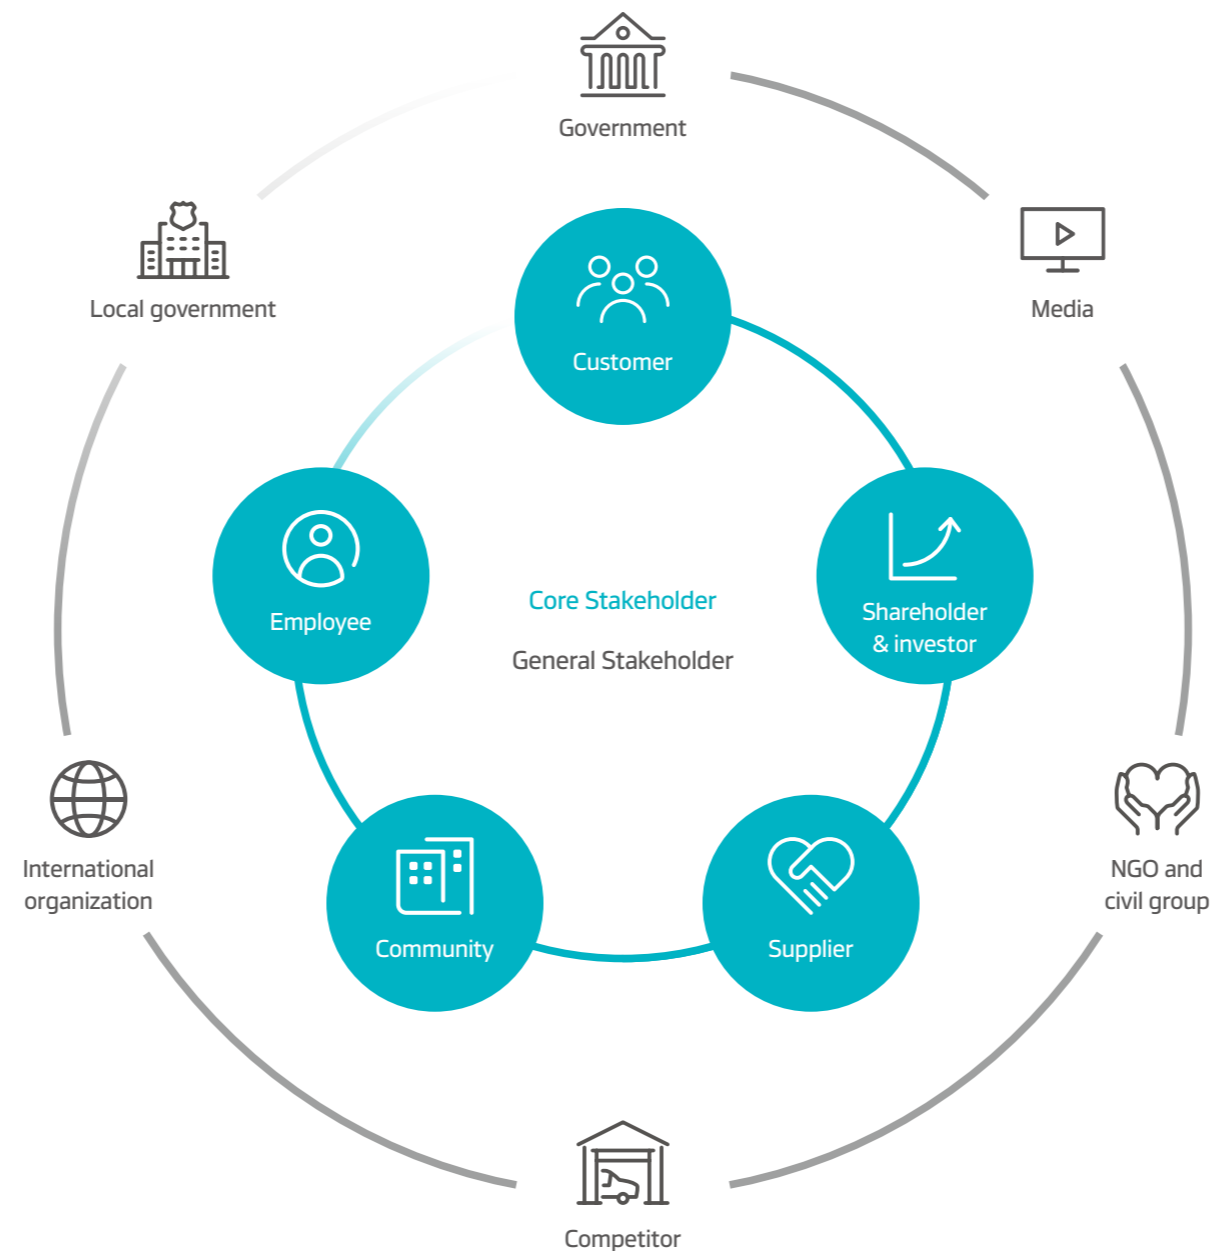 Government
Local government
Media
Customer
Employee
Shareholder
& investor
Core Stakeholder
General Stakeholder
International
organization
NGO and
civil group
Community
Supplier
Competitor